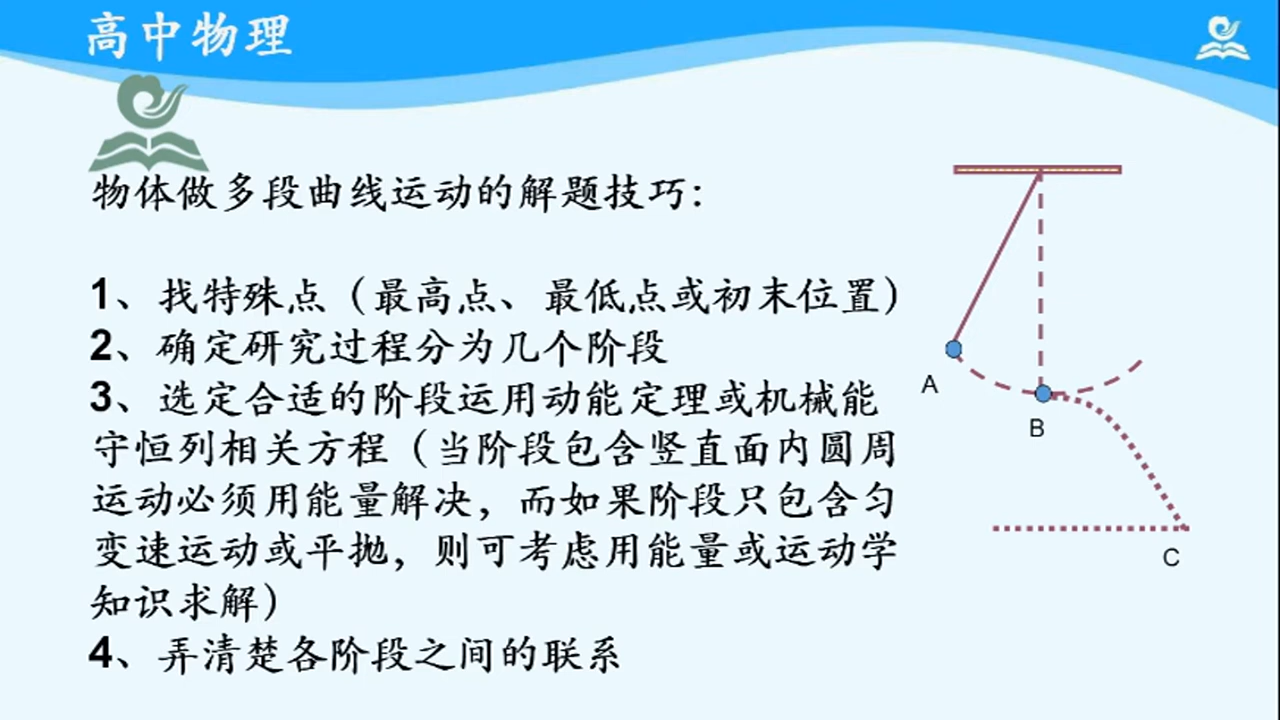 高中物理
物体做多段曲线运动的解题技巧：
1、找特殊点（最高点、最低点或初末位置）
2、确定研究过程分为几个阶段
3、选定合适的阶段运用动能定理或机械能
守恒列相关方程（当阶段包含竖直面内圆周
运动必须用能量解决，而如果阶段只包含匀
变速运动或平抛，则可考虑用能量或运动学
知识求解）
4、弄清楚各阶段之间的联系
A
B
C